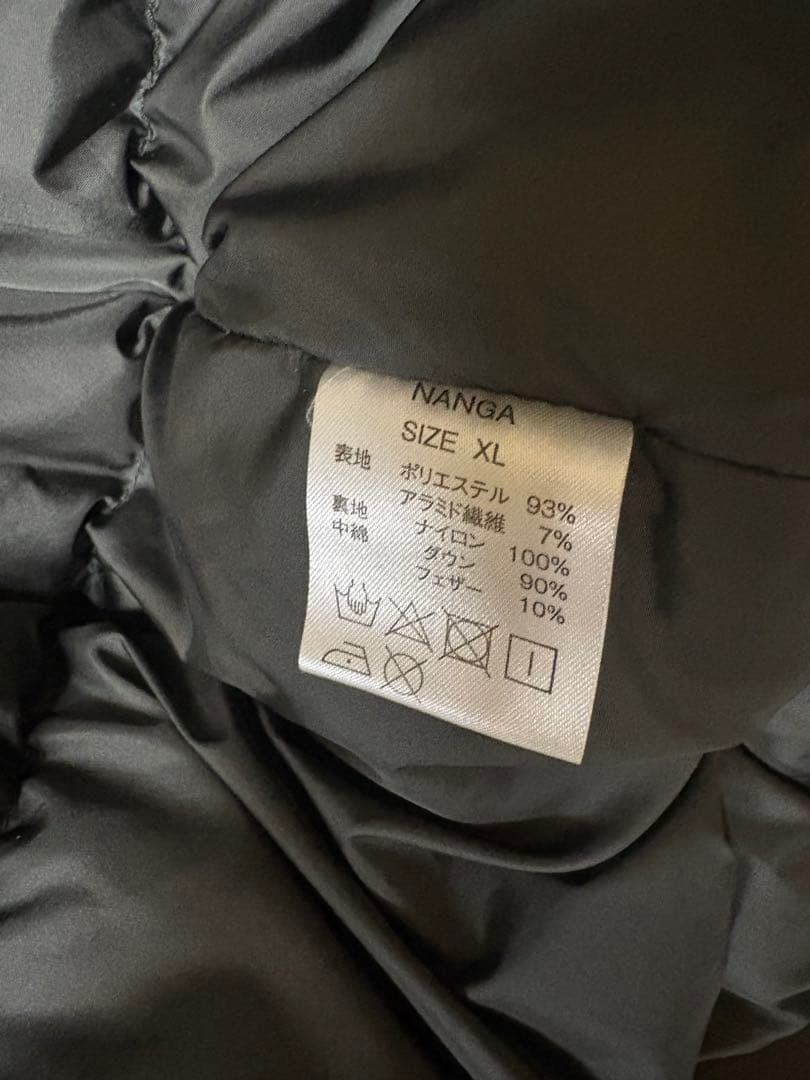 NANGA
SIZE XL
表地 ポリエステル 93%
アラミド繊維 7%
裏地 ナイロン 100%
中綿 ダウン 90%
フェザー 10%